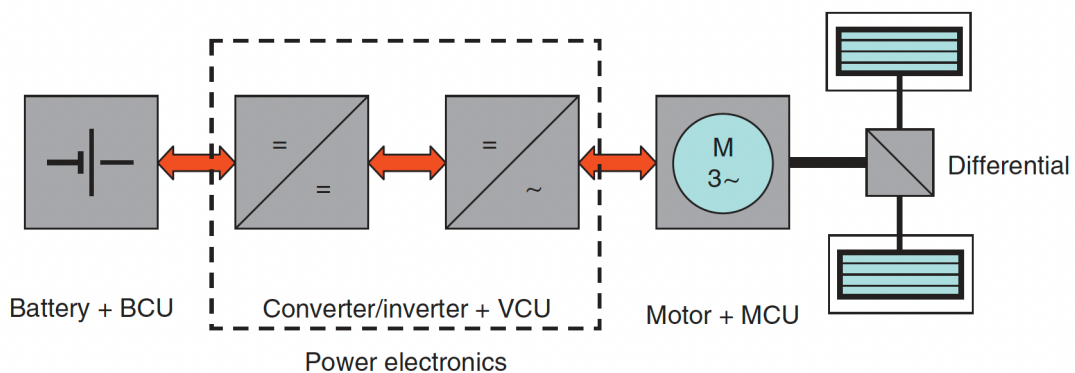 =
=
=
~
M
3~
Differential
Battery + BCU
Converter/inverter + VCU
Motor + MCU
Power electronics